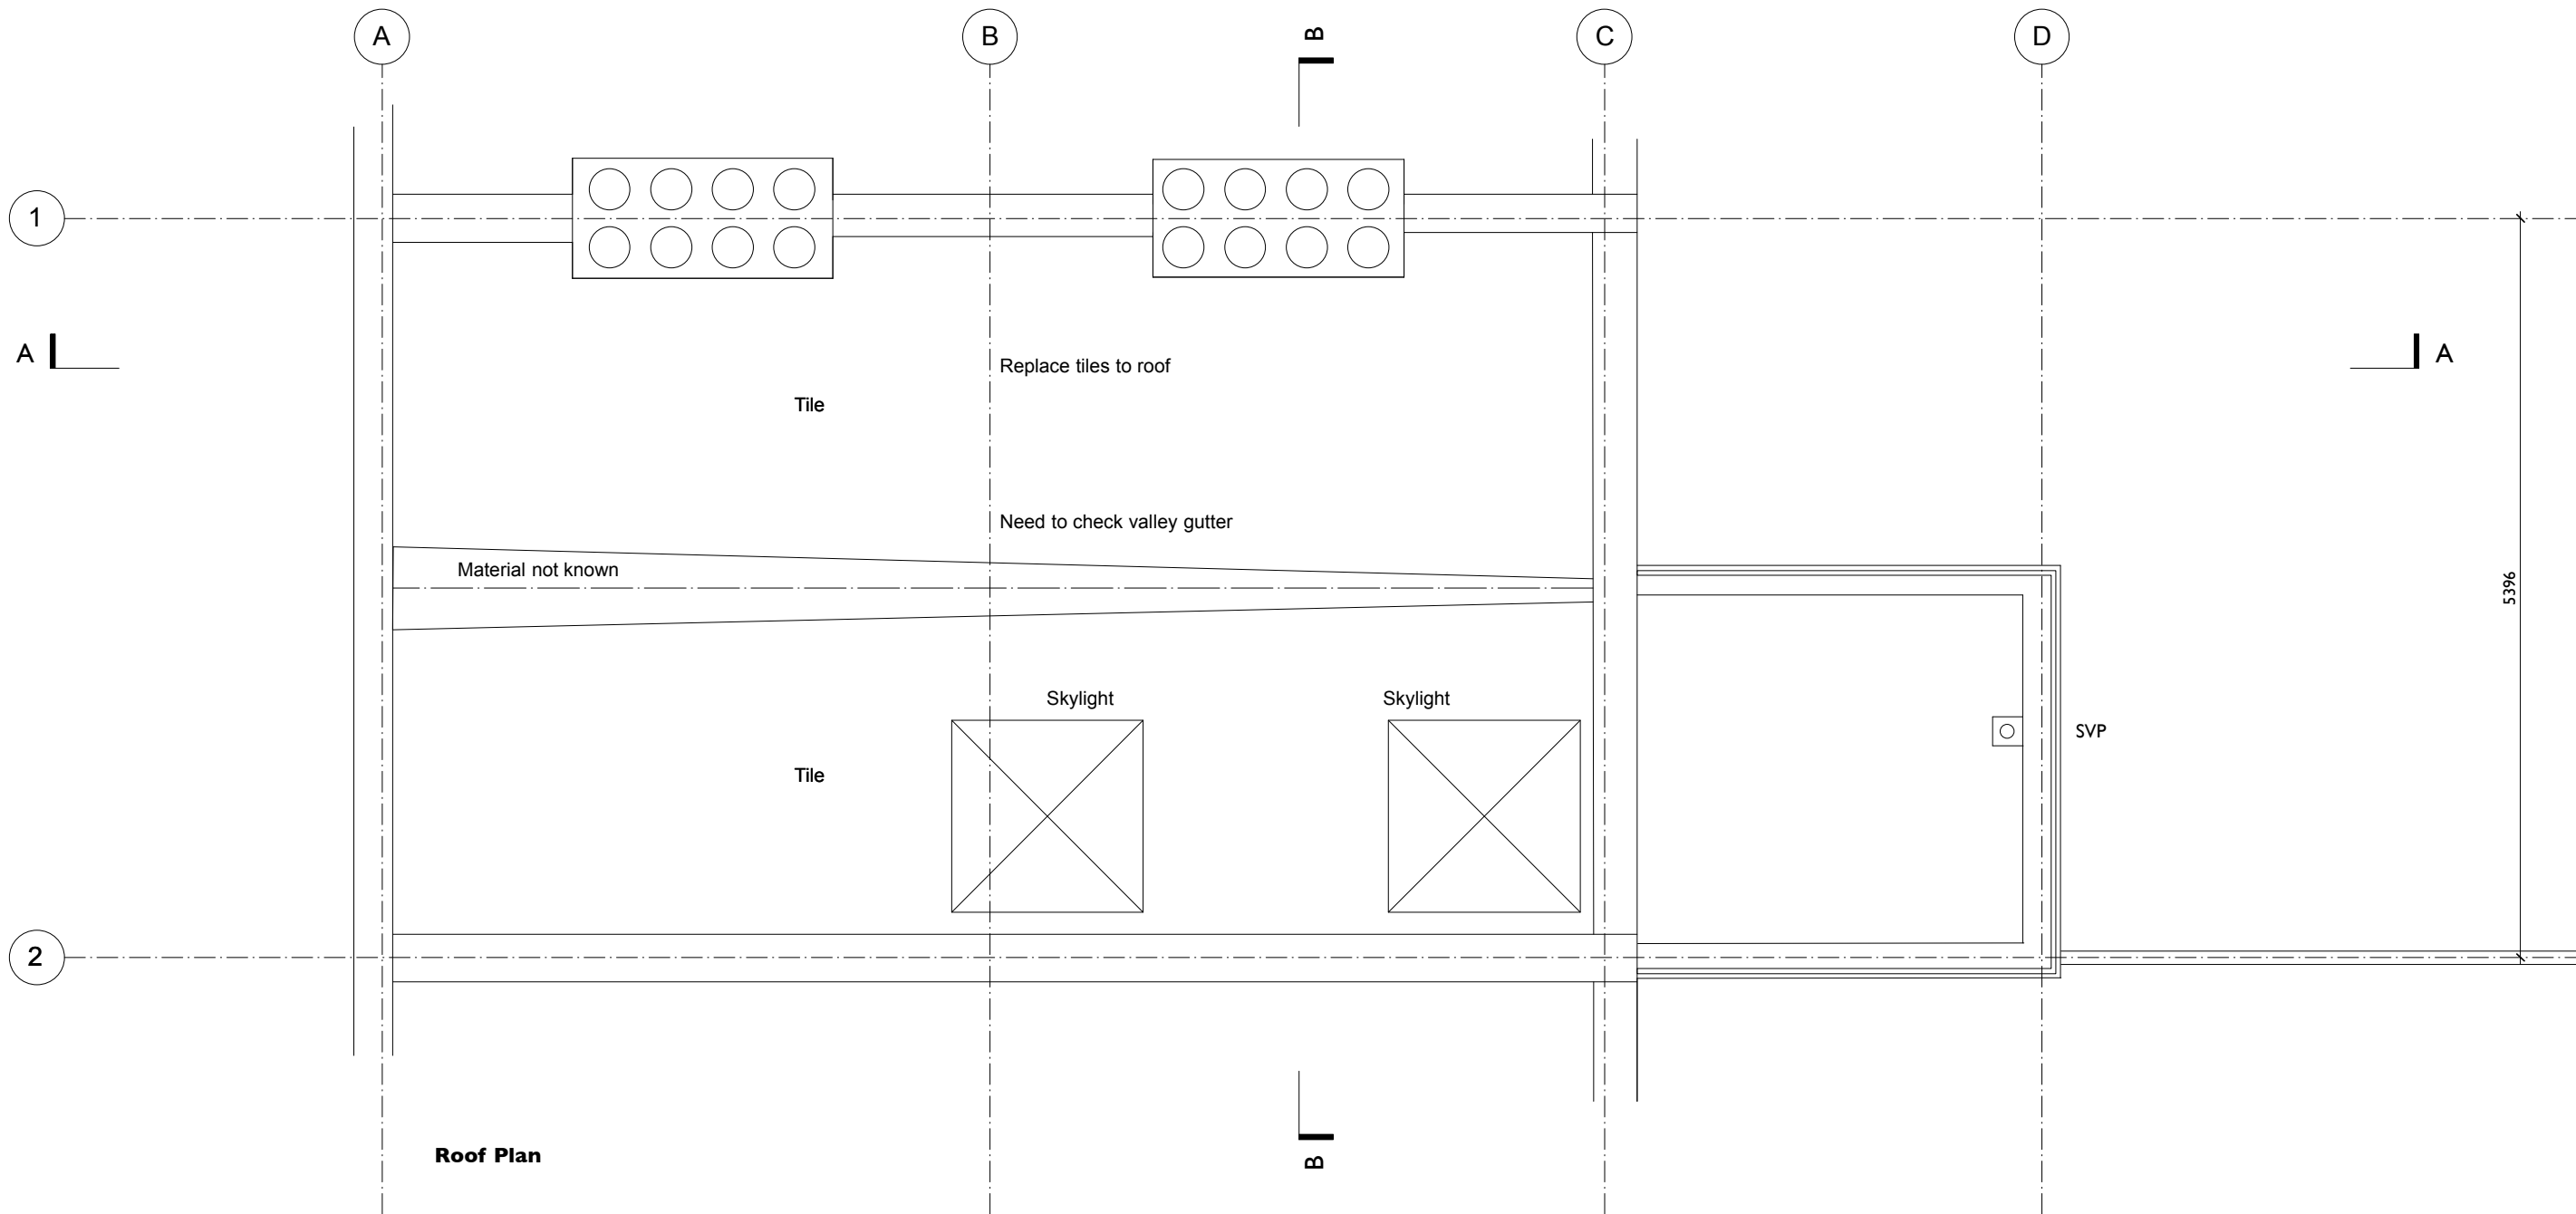 A
B
B
C
D
1
A
A
Replace tiles to roof
Tile
Need to check valley gutter
Material not known
5396
Skylight
Skylight
SVP
Tile
2
Roof Plan
B